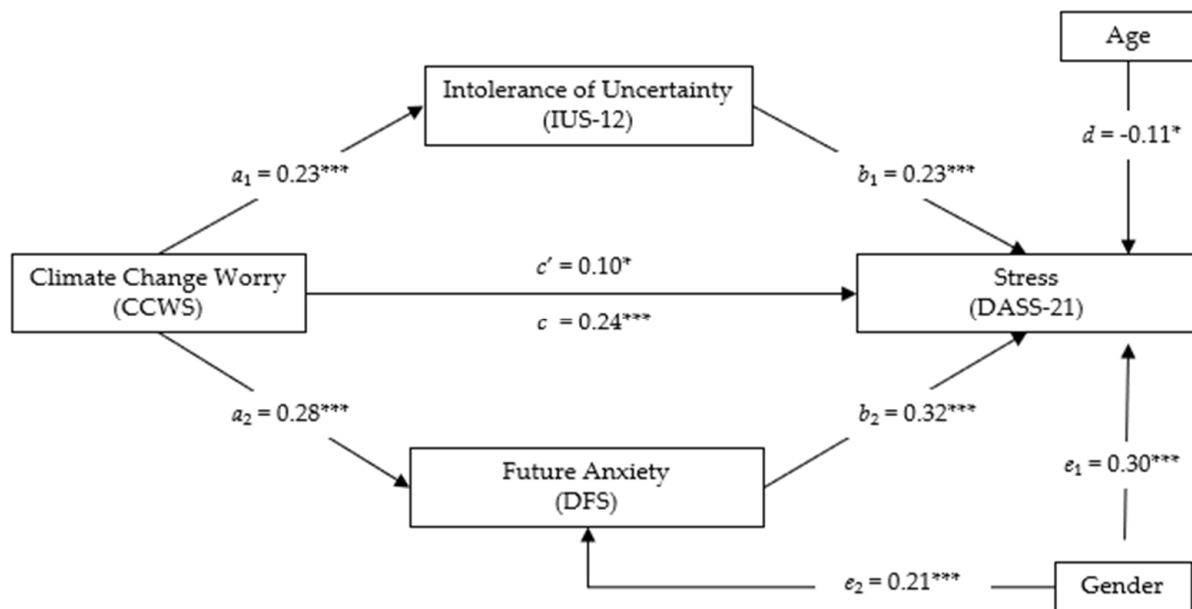 Age
Intolerance of Uncertainty
(IUS-12)
d = -0.11*
a₁ = 0.23***
b₁ = 0.23***
Climate Change Worry
(CCWS)
c′ = 0.10*
c = 0.24***
Stress
(DASS-21)
a₂ = 0.28***
b₂ = 0.32***
Future Anxiety
(DFS)
e₁ = 0.30***
e₂ = 0.21***
Gender